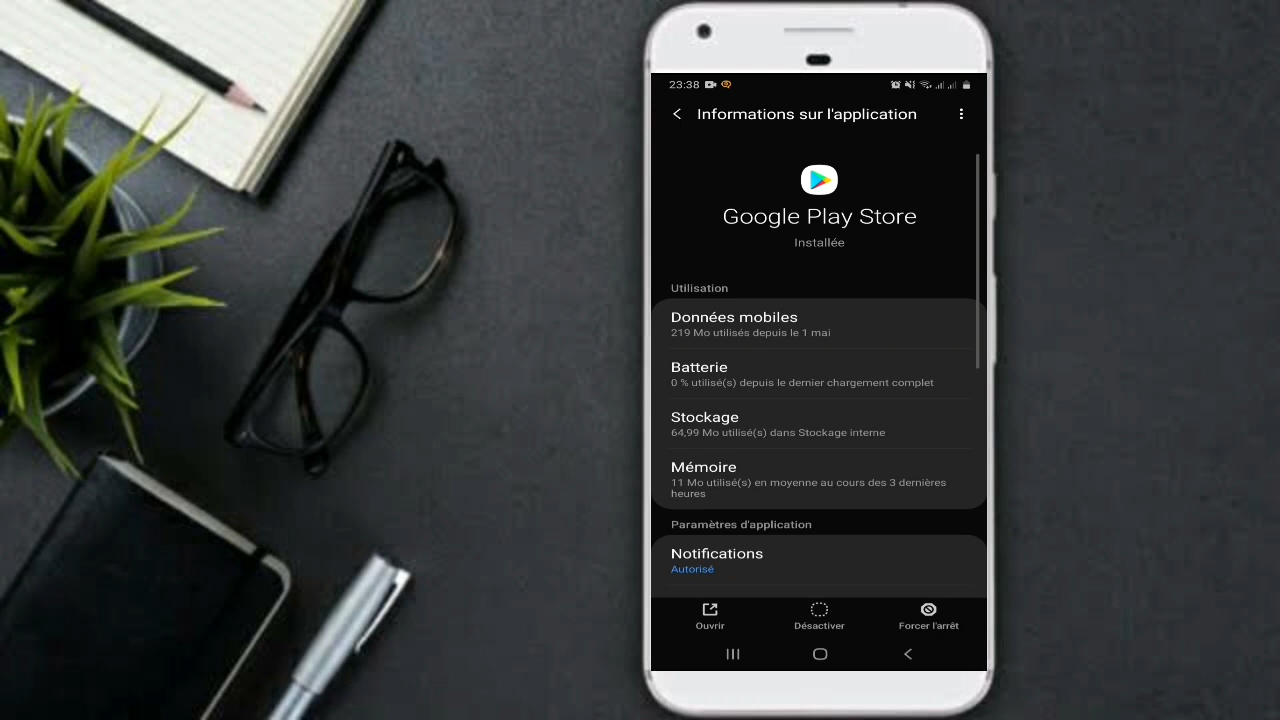 23:38
Informations sur l'application
Google Play Store
Installée
Utilisation
Données mobiles
219 Mo utilisés depuis le 1 mai
Batterie
0 % utilisé(s) depuis le dernier chargement complet
Stockage
64,99 Mo utilisé(s) dans Stockage interne
Mémoire
11 Mo utilisé(s) en moyenne au cours des 3 dernières
heures
Paramètres d'application
Notifications
Autorisé
Ouvrir Désactiver Forcer l'arrêt